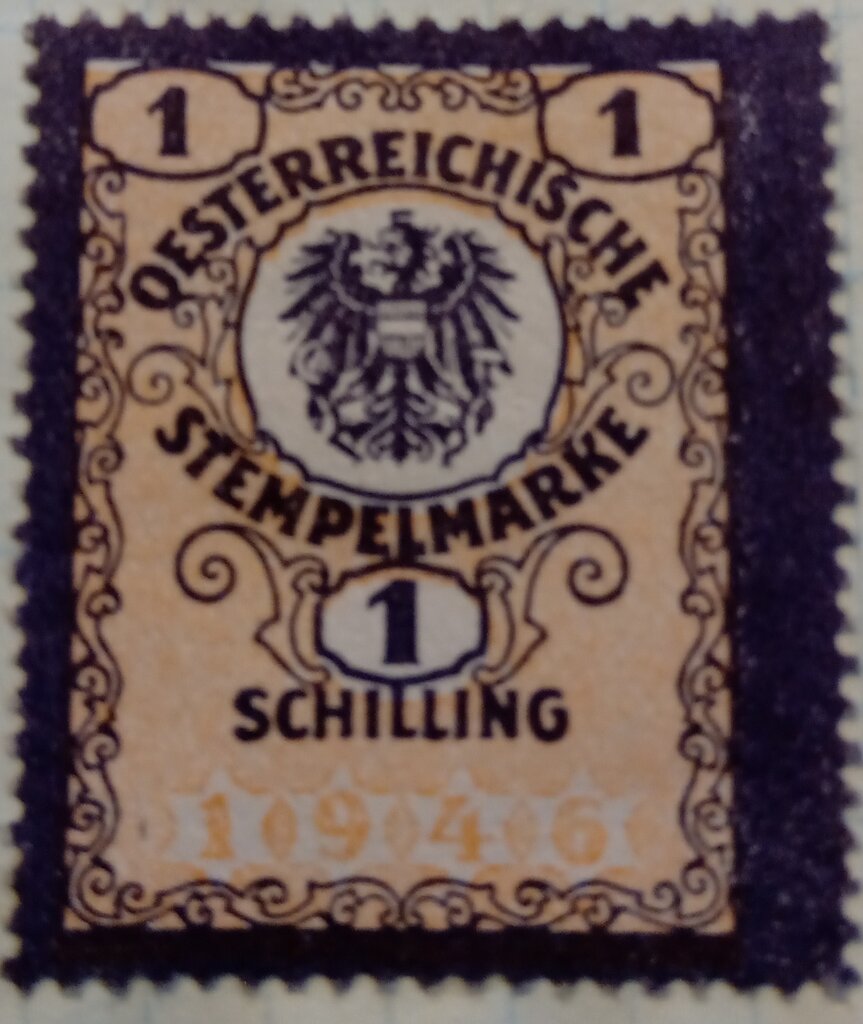 1 1
OESTERREICHISCHE
STEMPELMARKE
1
SCHILLING
1946